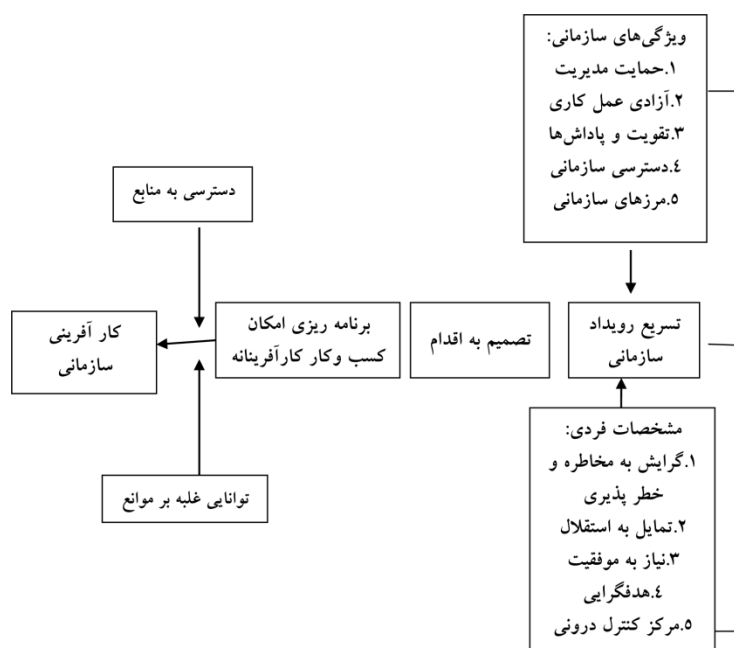 ویژگی‌های سازمانی:
۱.حمایت مدیریت
۲.آزادی عمل کاری
۳.تقویت و پاداش‌ها
٤.دسترسی سازمانی
٥.مرزهای سازمانی
دسترسی به منابع
تسریع رویداد
سازمانی
تصمیم به اقدام
برنامه ریزی امکان
کسب وکار کارآفرینانه
کار آفرینی
سازمانی
توانایی غلبه بر موانع
مشخصات فردی:
۱.گرایش به مخاطره و
خطر پذیری
۲.تمایل به استقلال
۳.نیاز به موفقیت
٤.هدفگرایی
٥.مرکز کنترل درونی